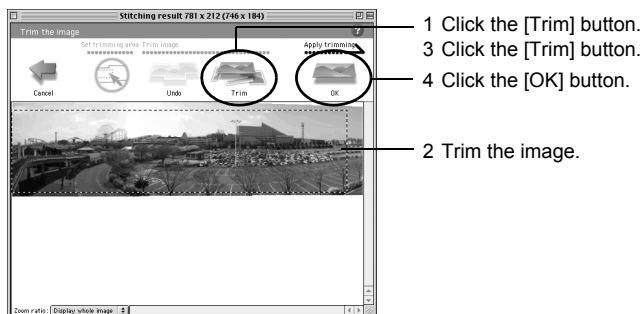 Stitching result 781 x 212 (746 x 184)
Trim the image
?
Set trimming area Trim image Apply trimming
Cancel Undo Trim OK
Zoom ratio: Display whole image
1 Click the [Trim] button.
3 Click the [Trim] button.
4 Click the [OK] button.
2 Trim the image.